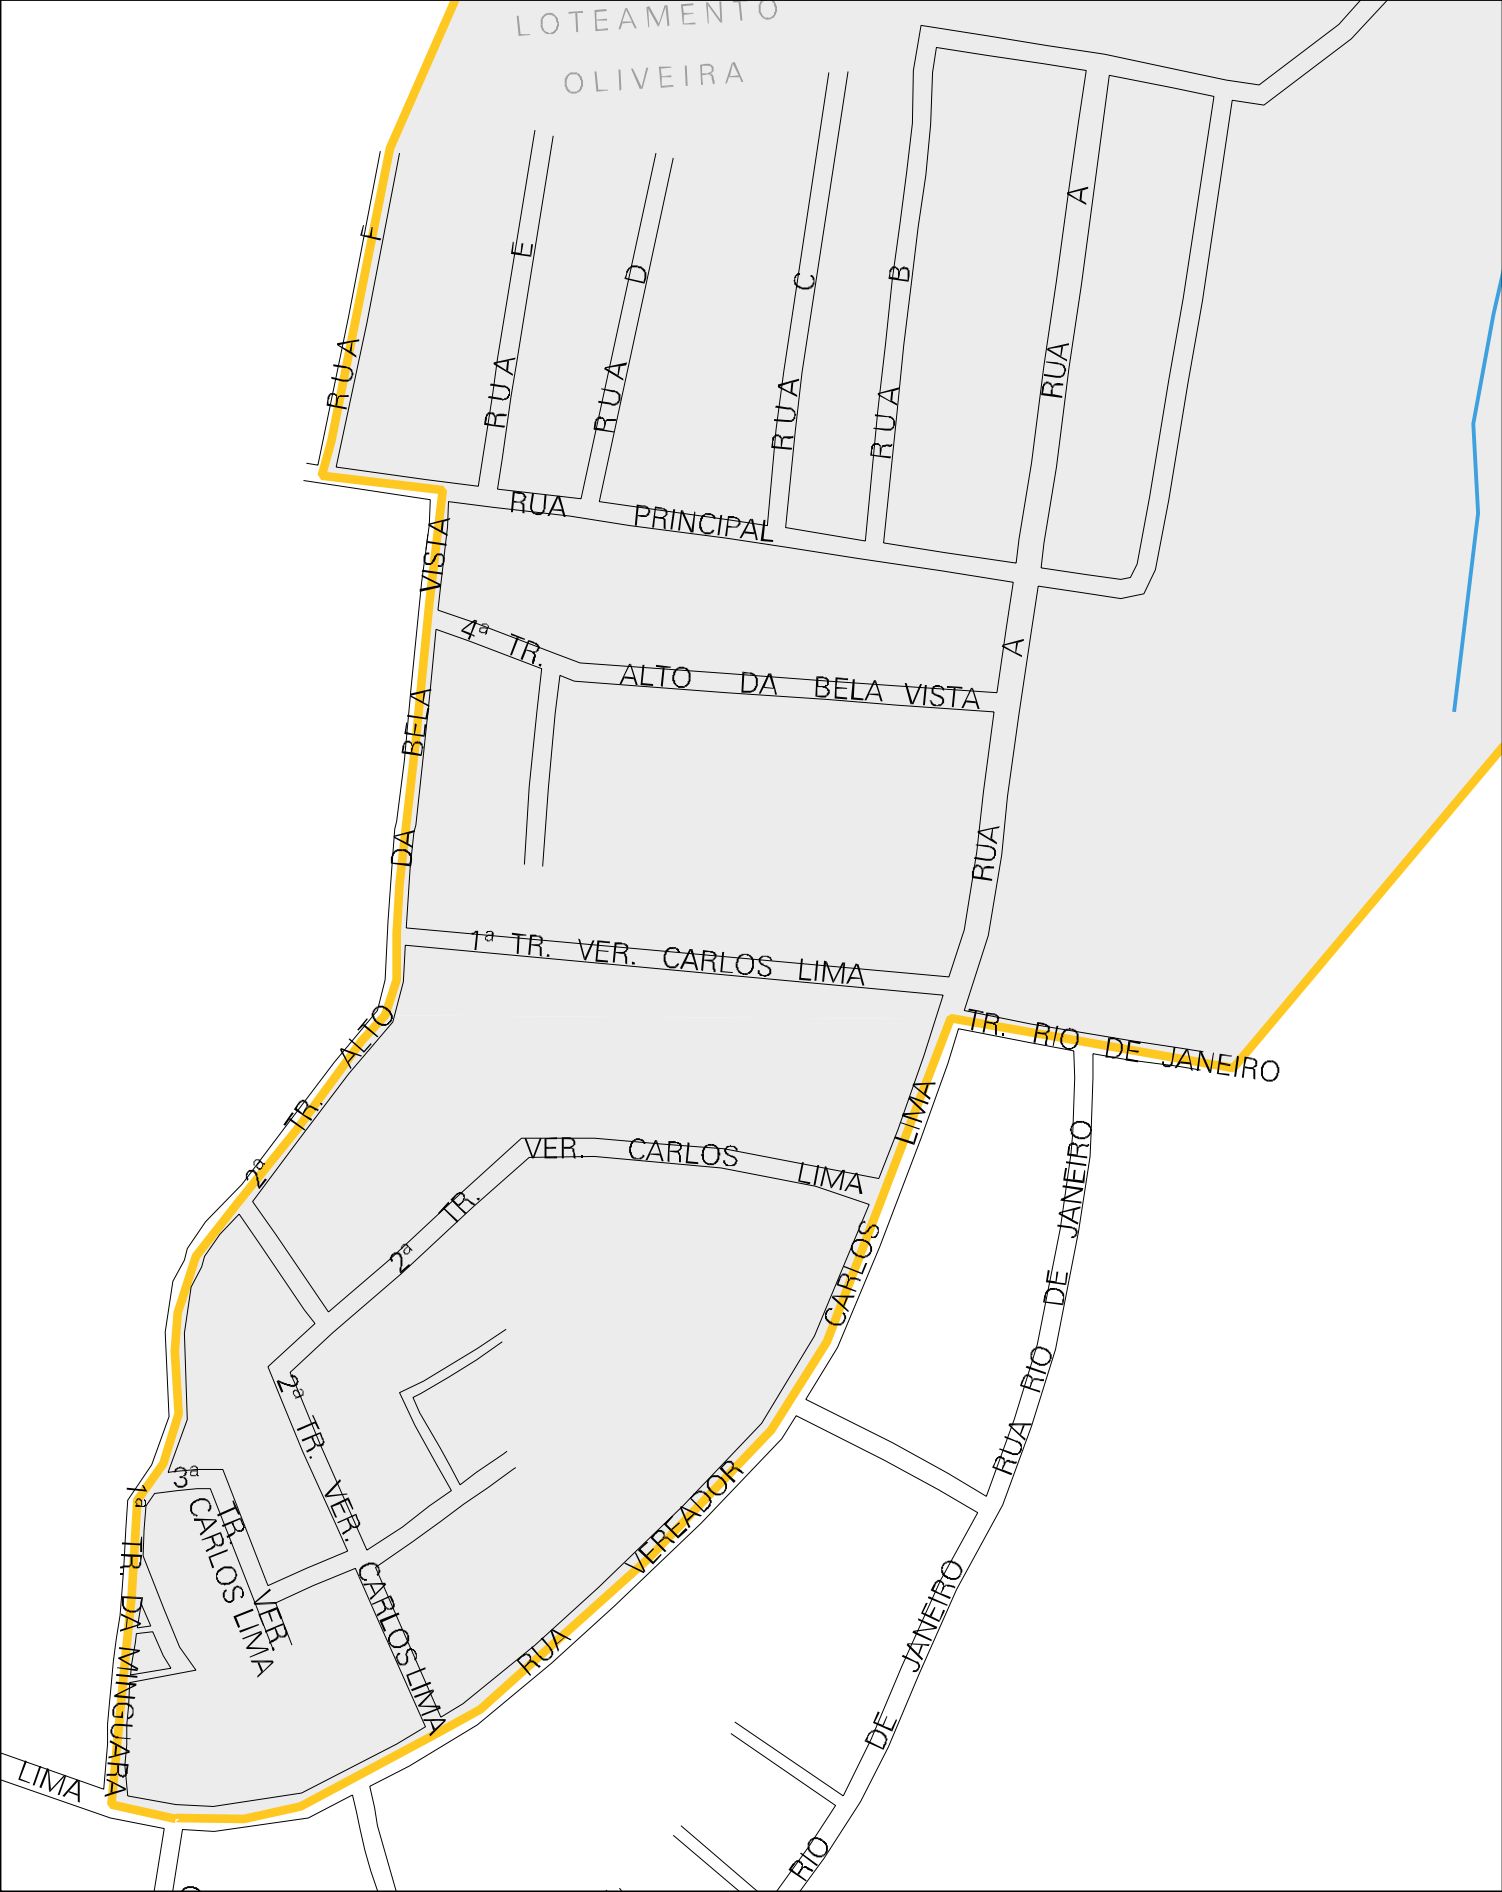 LOTEAMENTO
OLIVEIRA
RUA F
RUA E
RUA D
RUA C
RUA B
RUA A
RUA PRINCIPAL
4ª TR. ALTO DA BELA VISTA
RUA A
2ª TR. ALTO DA BELA VISTA
1ª TR. VER. CARLOS LIMA
TR. RIO DE JANEIRO
2ª TR. VER. CARLOS LIMA
RUA VEREADOR CARLOS LIMA
RUA RIO DE JANEIRO
2ª TR. VER. CARLOS LIMA
3ª TR. VER.
CARLOS LIMA
1ª TR. DA MINGUARA
RIO DE JANEIRO
LIMA